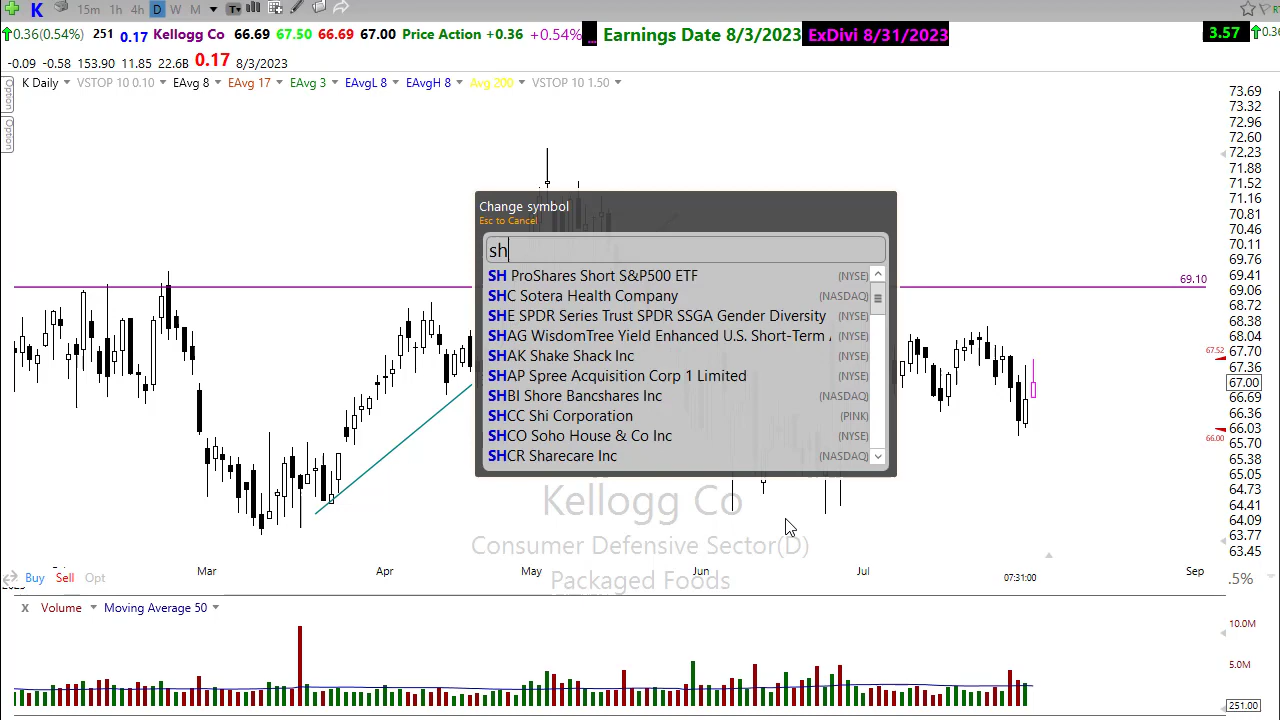 K 15m 1h 4h D W M T
0.36(0.54%) 251 0.17 Kellogg Co 66.69 67.50 66.69 67.00 Price Action +0.36 +0.54% ... Earnings Date 8/3/2023 ExDivi 8/31/2023 3.57 0.36
-0.09 -0.58 153.90 11.85 22.6B 0.17 8/3/2023
K Daily VSTOP 10 0.10 EAvg 8 EAvg 17 EAvg 3 EAvgL 8 EAvgH 8 Avg 200 VSTOP 10 1.50
Option
Option
Change symbol
Esc to Cancel
sh
SH ProShares Short S&P500 ETF (NYSE)
SHC Sotera Health Company (NASDAQ)
SHE SPDR Series Trust SPDR SSGA Gender Diversity (NYSE)
SHAG WisdomTree Yield Enhanced U.S. Short-Term (NYSE)
SHAK Shake Shack Inc (NYSE)
SHAP Spree Acquisition Corp 1 Limited (NYSE)
SHBI Shore Bancshares Inc (NASDAQ)
SHCC Shi Corporation (PINK)
SHCO Soho House & Co Inc (NYSE)
SHCR Sharecare Inc (NASDAQ)
Kellogg Co
Consumer Defensive Sector(D)
Packaged Foods
73.69
73.32
72.96
72.60
72.23
71.88
71.52
71.16
70.81
70.46
70.11
69.76
69.41
69.10
69.06
68.72
68.38
68.04
67.52
67.70
67.36
67.00
66.69
66.36
66.03
66.00
65.70
65.38
65.05
64.73
64.41
64.09
63.77
63.45
Buy Sell Opt
Mar Apr May Jun Jul 07:31:00 Sep
.5%
X Volume Moving Average 50
10.0M
5.0M
251.00